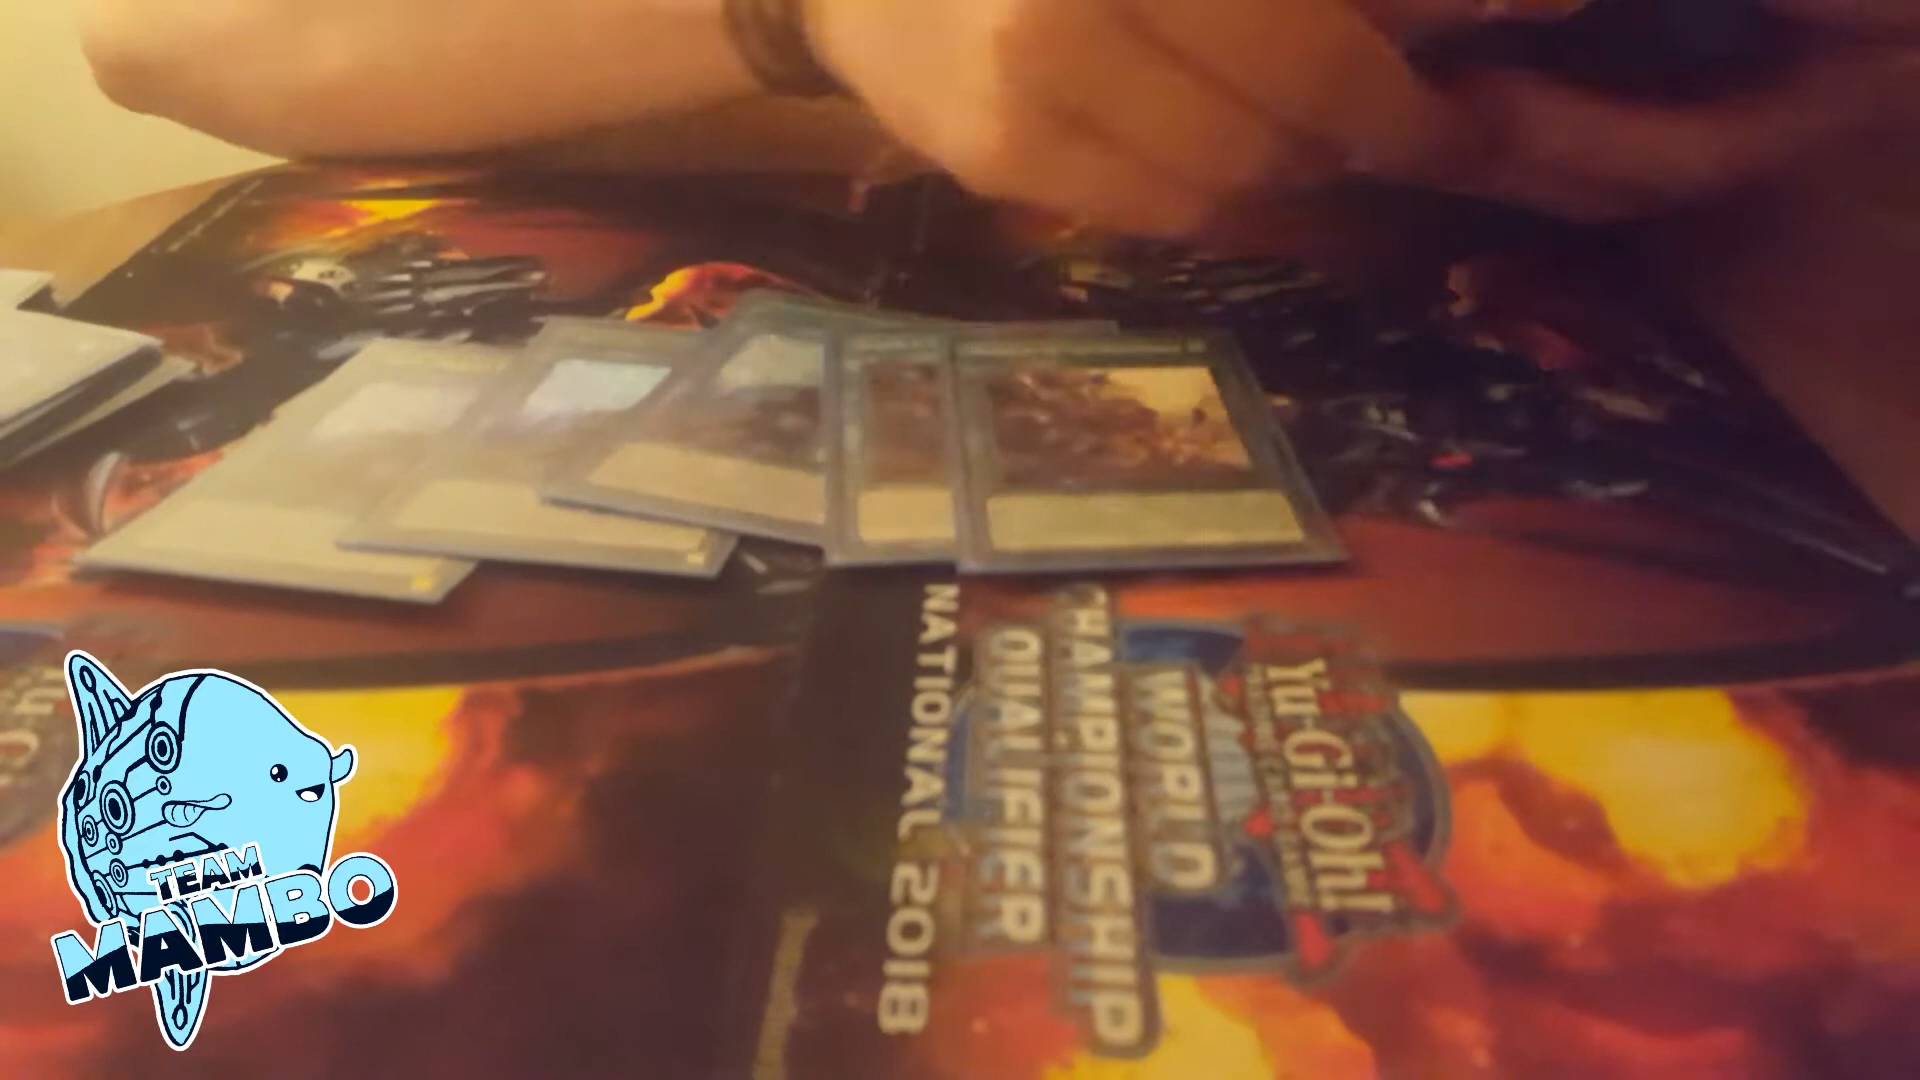 Yu-Gi-Oh!
WORLD
CHAMPIONSHIP
QUALIFIER
NATIONAL 2018
TEAM
MAMBO